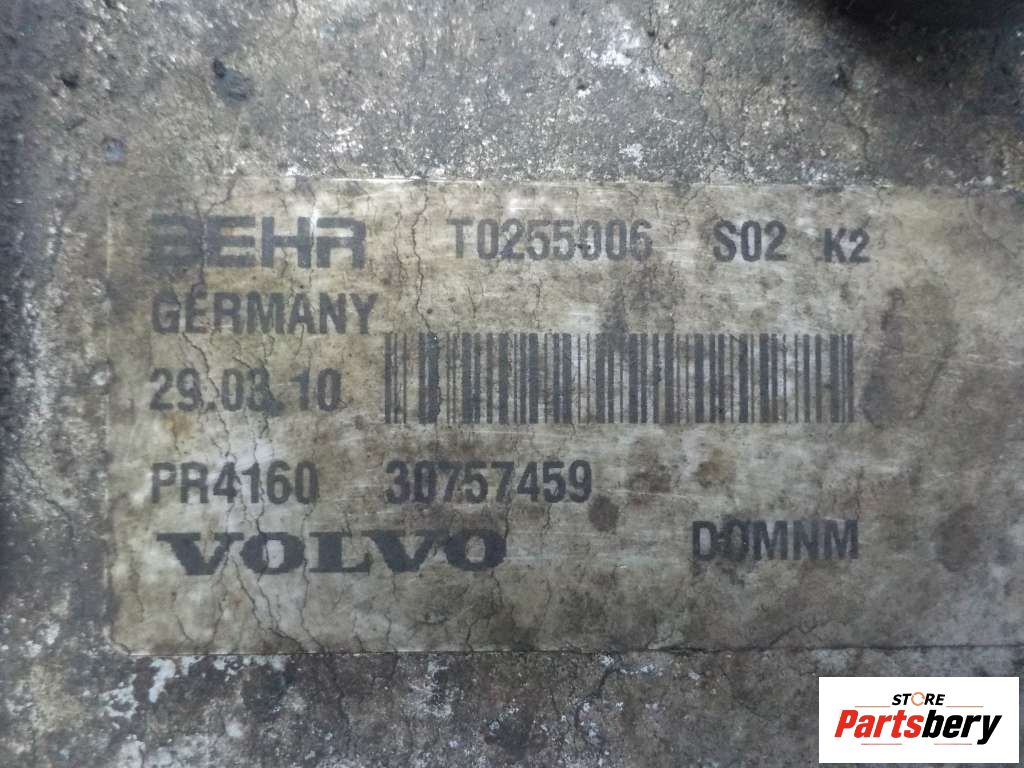 BEHR T0255006 S02 K2
GERMANY
29.03.10
PR4160 30757459
VOLVO DOMNM
STORE
Partsbery